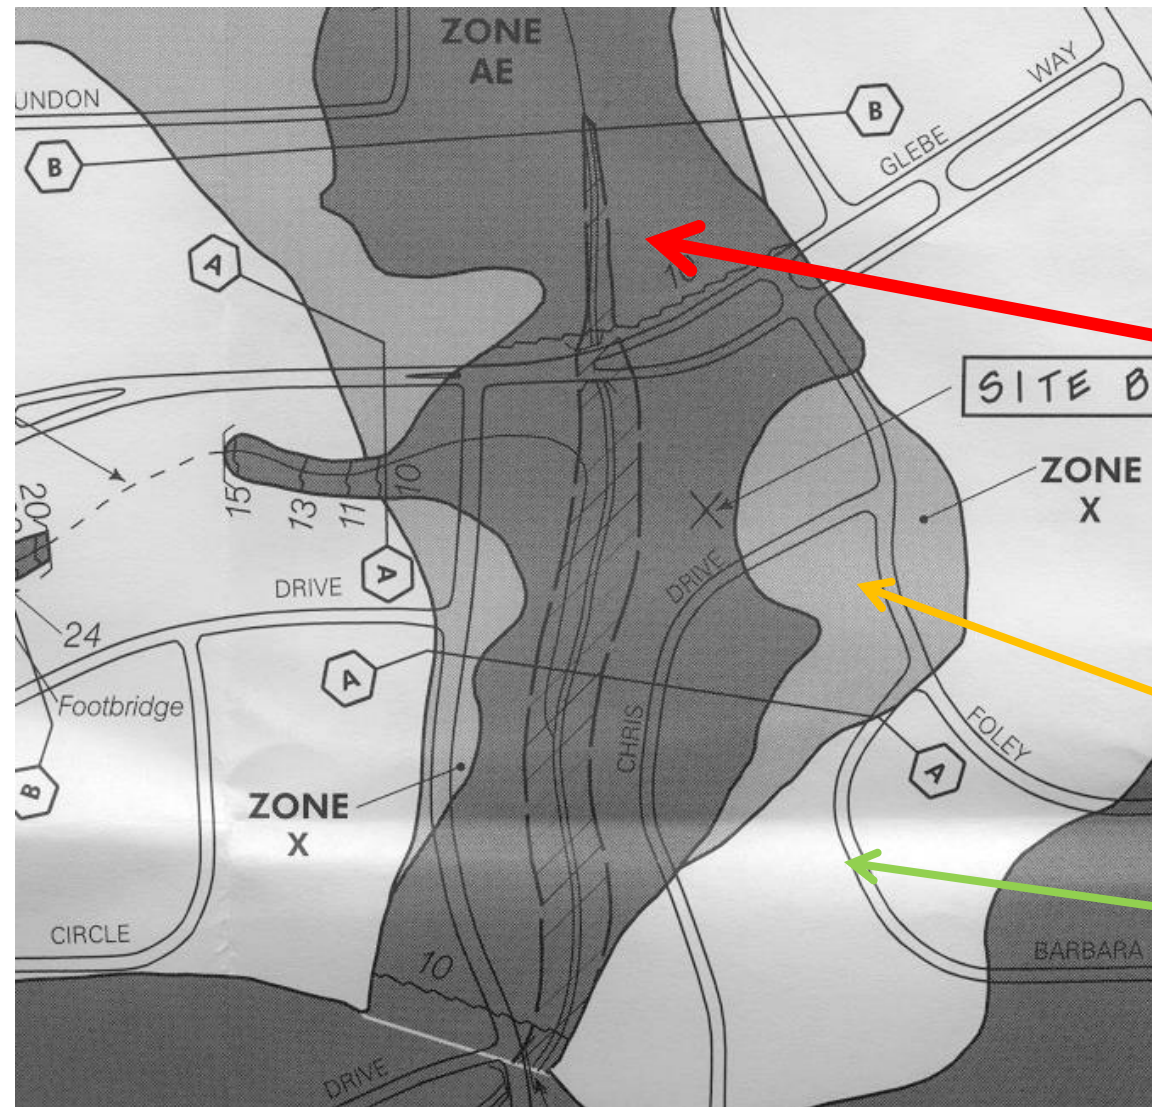 ZONE
AE
UNDON
B
B
WAY
GLEBE
A
SITE B
ZONE
X
15
13
11
10
20
DRIVE
A
DRIVE
24
Footbridge
A
CHRIS
FOLEY
A
B
ZONE
X
CIRCLE
10
BARBARA
DRIVE